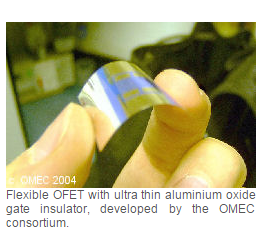 © OMEC 2004
Flexible OFET with ultra thin aluminium oxide
gate insulator, developed by the OMEC
consortium.